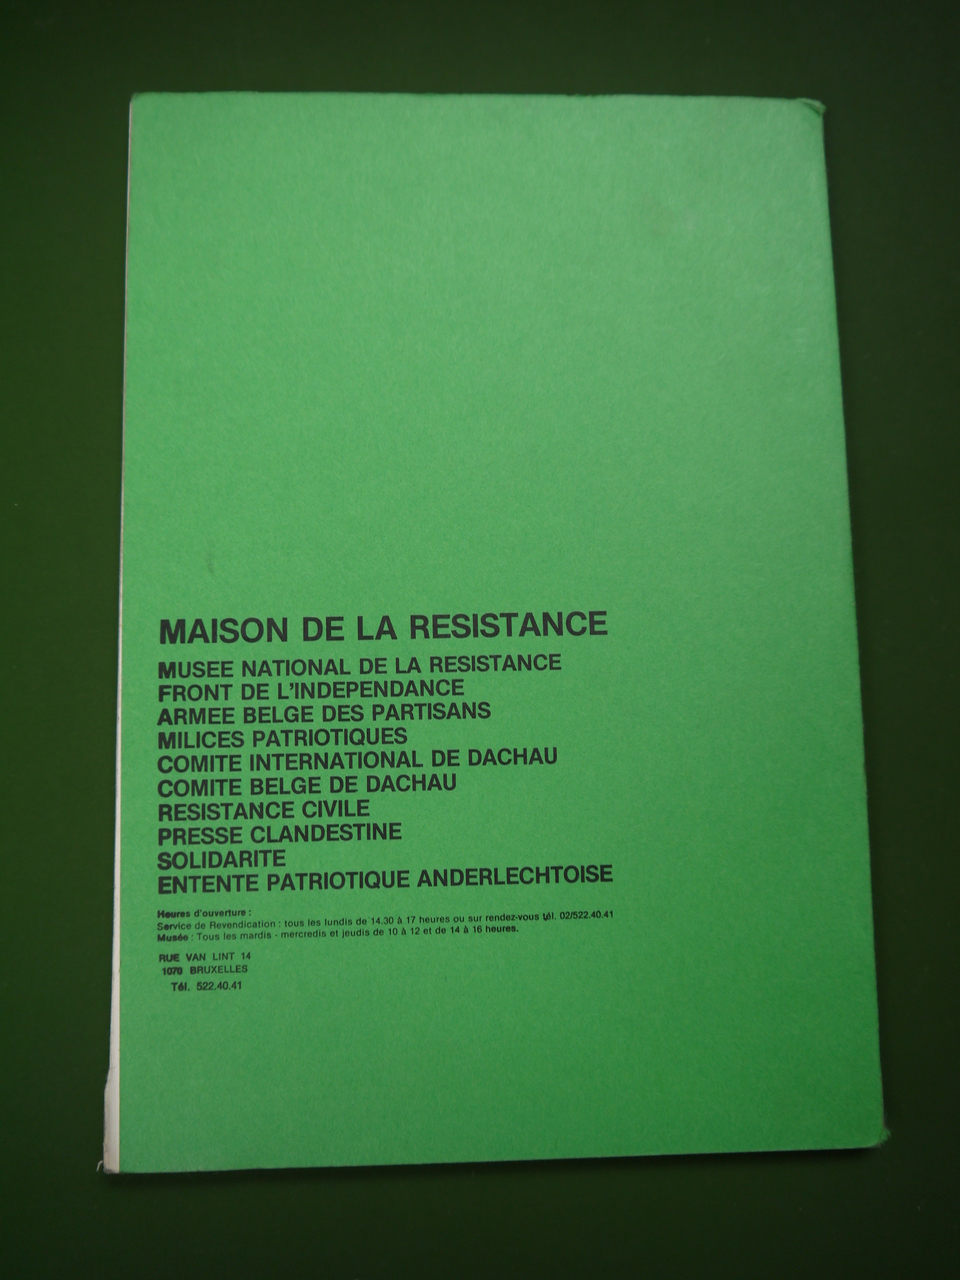 MAISON DE LA RESISTANCE
MUSEE NATIONAL DE LA RESISTANCE
FRONT DE L'INDEPENDANCE
ARMEE BELGE DES PARTISANS
MILICES PATRIOTIQUES
COMITE INTERNATIONAL DE DACHAU
COMITE BELGE DE DACHAU
RESISTANCE CIVILE
PRESSE CLANDESTINE
SOLIDARITE
ENTENTE PATRIOTIQUE ANDERLECHTOISE
Heures d'ouverture :
Service de Revendication : tous les lundis de 14.30 à 17 heures ou sur rendez-vous tél. 02/522.40.41
Musée : Tous les mardis - mercredis et jeudis de 10 à 12 et de 14 à 16 heures.
RUE VAN LINT 14
1070 BRUXELLES
Tél. 522.40.41